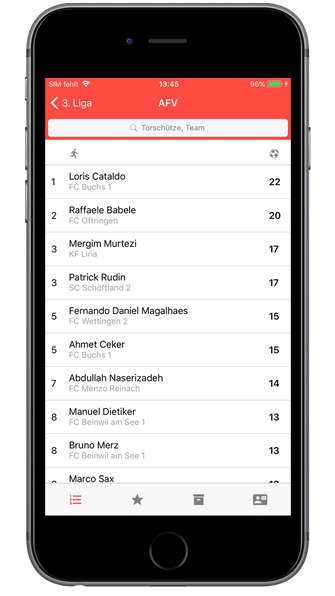 SIM fehlt 13:45 96%
3. Liga AFV
Torschütze, Team
1 Loris Cataldo 22
FC Buchs 1
2 Raffaele Babele 20
FC Oftringen
3 Mergim Murtezi 17
KF Liria
3 Patrick Rudin 17
SC Schöftland 2
5 Fernando Daniel Magalhaes 15
FC Wettingen 2
5 Ahmet Ceker 15
FC Buchs 1
7 Abdullah Naserizadeh 14
FC Menzo Reinach
8 Manuel Dietiker 13
FC Beinwil am See 1
8 Bruno Merz 13
FC Beinwil am See 1
Marco Sax